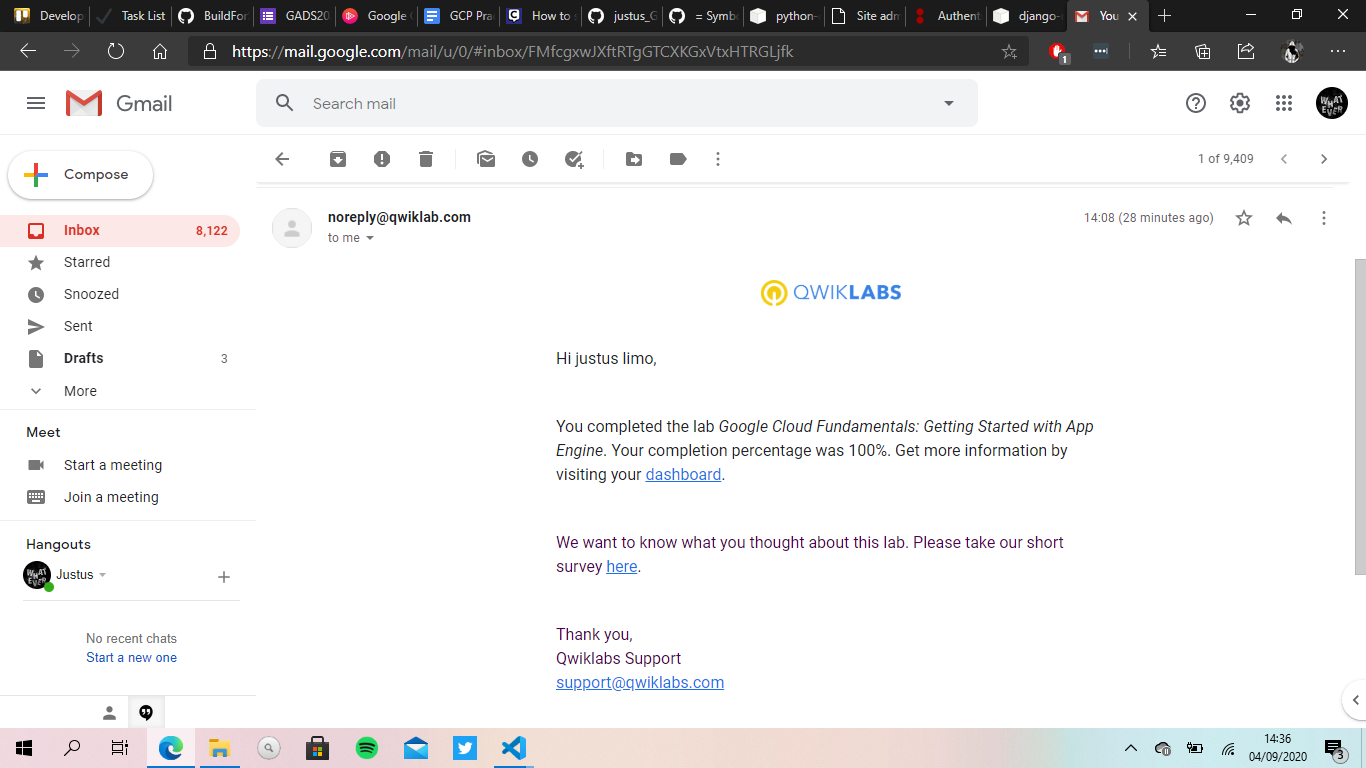 Develop
Task List
BuildFor
GADS20
Google C
GCP Prac
How to s
justus_G
= Symbo
python-
Site adm
Authent
django-
You
https://mail.google.com/mail/u/0/#inbox/FMfcgxwJXftRTgGTCXKGxVtxHTRGLjfk
1
Gmail
Search mail
WHAT EVER
Compose
1 of 9,409
Inbox 8,122
Starred
Snoozed
Sent
Drafts 3
More
Meet
Start a meeting
Join a meeting
Hangouts
Justus
No recent chats
Start a new one
noreply@qwiklab.com
14:08 (28 minutes ago)
to me
QWIKLABS
Hi justus limo,
You completed the lab Google Cloud Fundamentals: Getting Started with App
Engine. Your completion percentage was 100%. Get more information by
visiting your dashboard.
We want to know what you thought about this lab. Please take our short
survey here.
Thank you,
Qwiklabs Support
support@qwiklabs.com
14:36
04/09/2020
3